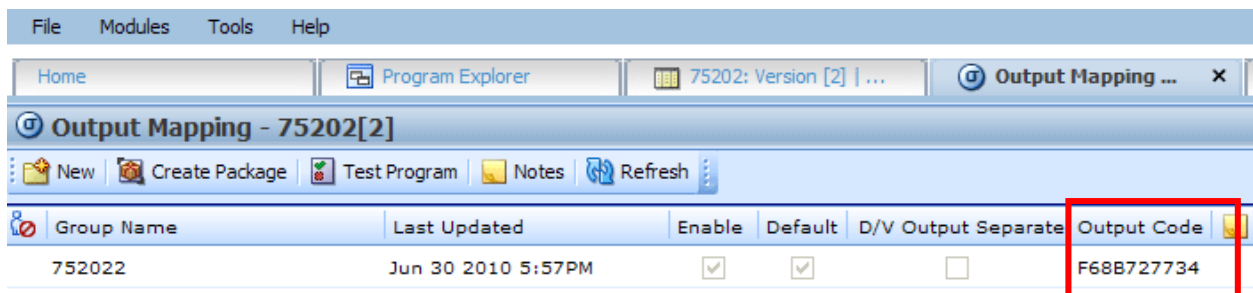 File Modules Tools Help
Home Program Explorer 75202: Version [2] | ... Output Mapping ... x
Output Mapping - 75202[2]
New Create Package Test Program Notes Refresh
Group Name Last Updated Enable Default D/V Output Separate Output Code
752022 Jun 30 2010 5:57PM F68B727734